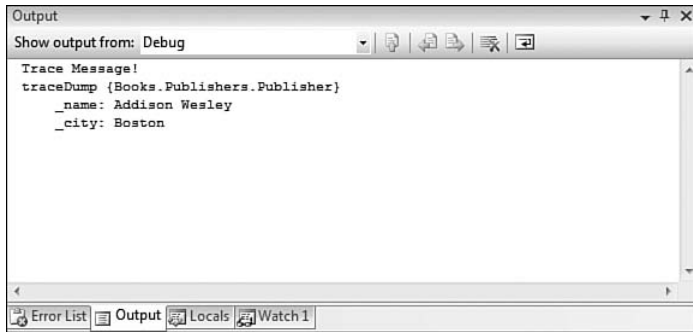 Output
Show output from: Debug
Trace Message!
traceDump {Books.Publishers.Publisher}
_name: Addison Wesley
_city: Boston
Error List Output Locals Watch 1